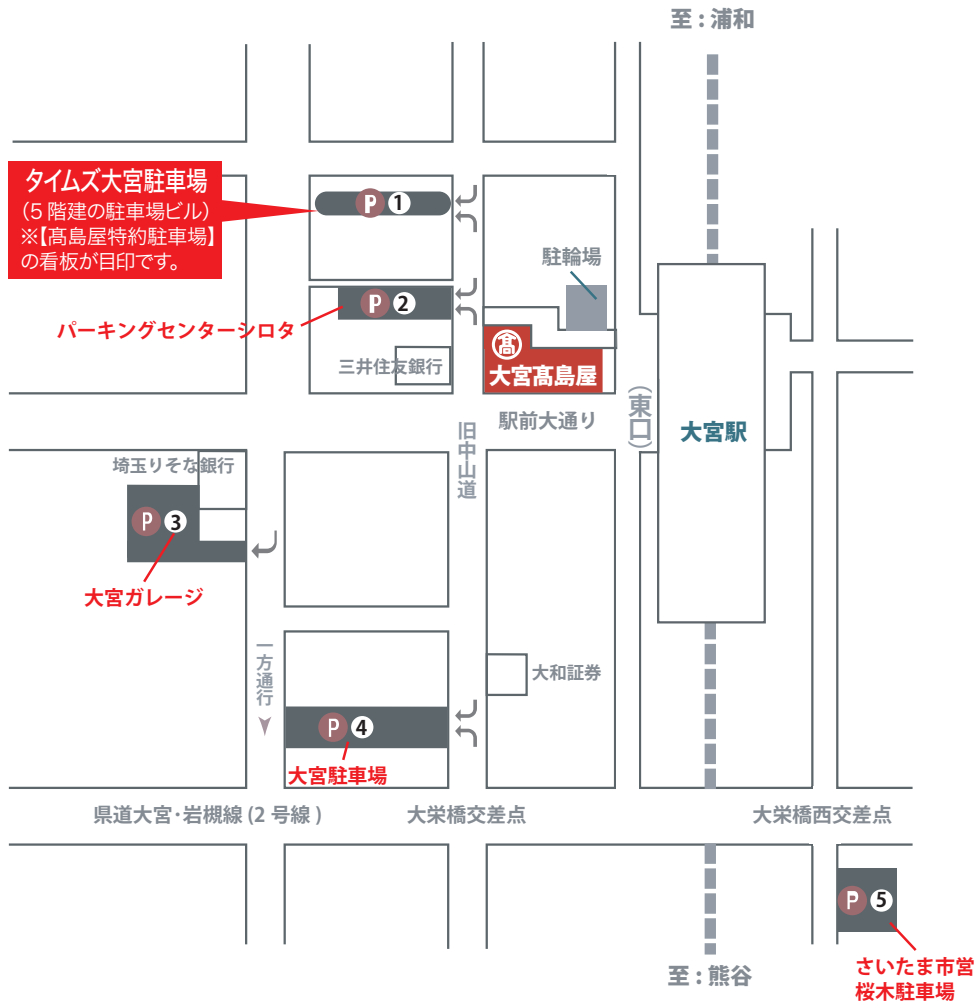 至：浦和
タイムズ大宮駐車場
（5階建の駐車場ビル）
※【髙島屋特約駐車場】
の看板が目印です。
P 1
駐輪場
P 2
パーキングセンターシロタ
三井住友銀行
髙
大宮髙島屋
駅前大通り
（東口）
大宮駅
旧中山道
埼玉りそな銀行
P 3
大宮ガレージ
一方通行
大和証券
P 4
大宮駐車場
県道大宮・岩槻線 (2 号線 )
大栄橋交差点
大栄橋西交差点
P 5
至：熊谷
さいたま市営
桜木駐車場